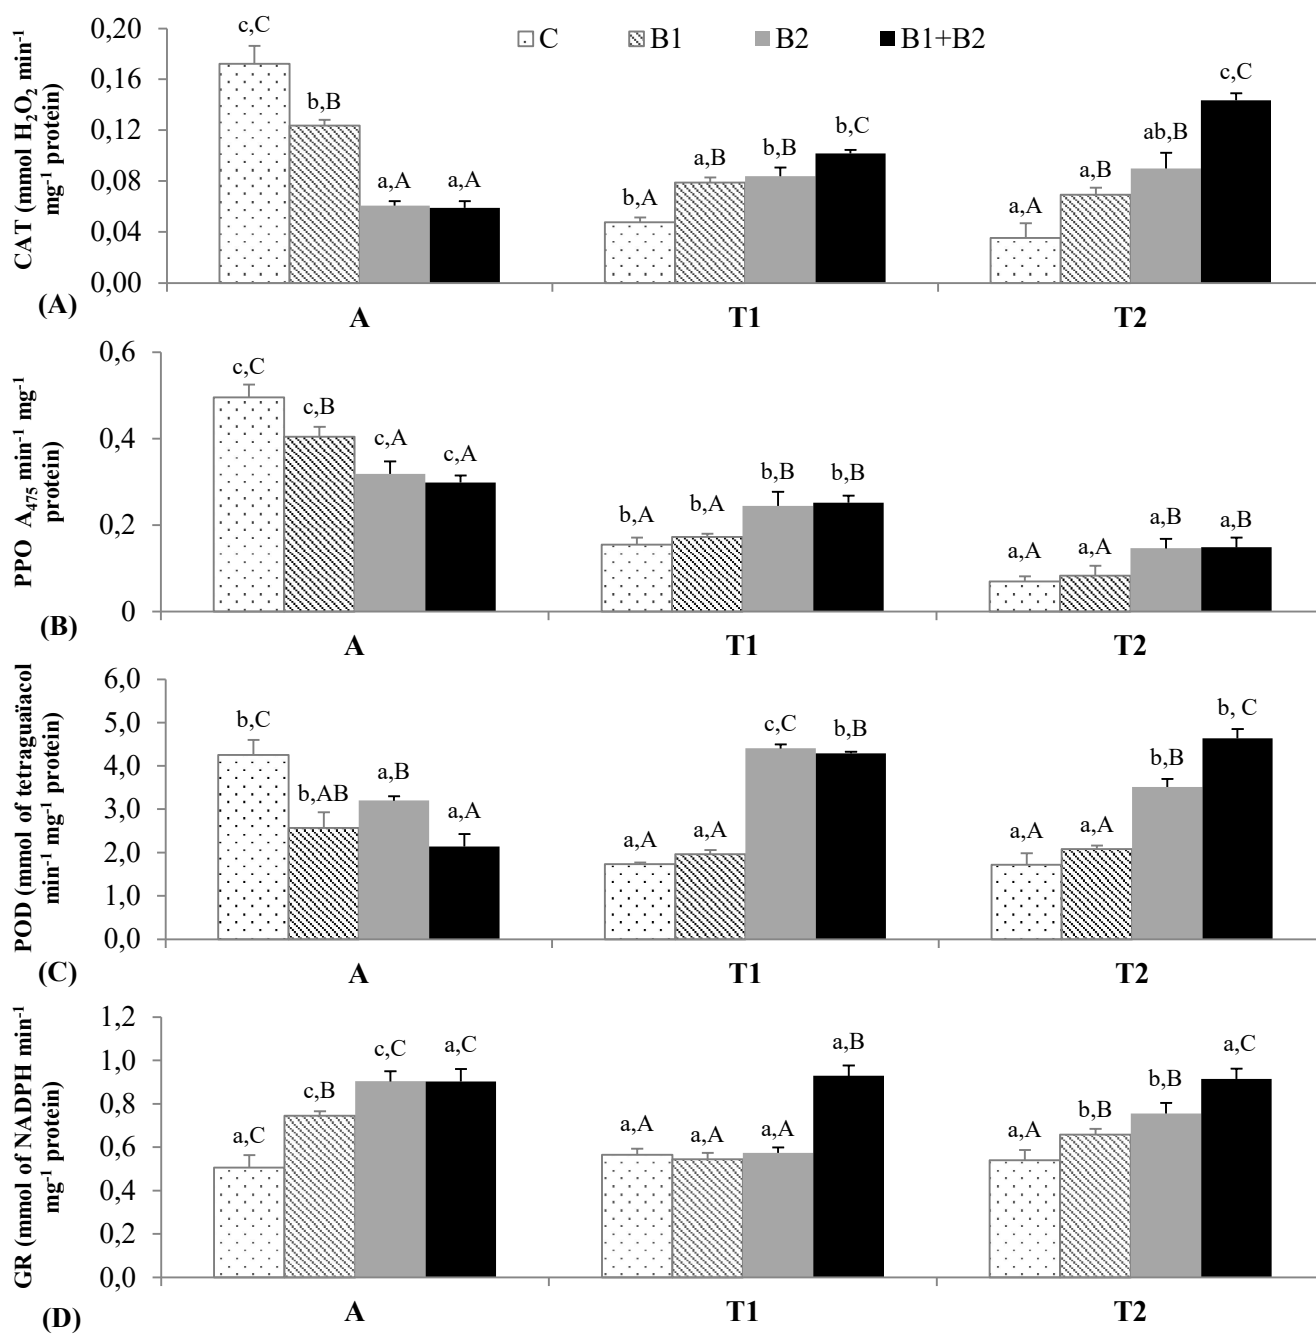 CAT (mmol H₂O₂ min⁻¹
mg⁻¹ protein)
0,20
0,16
0,12
0,08
0,04
0,00
C
B1
B2
B1+B2
c,C
b,B
a,A
a,A
b,A
a,B
b,B
b,C
a,A
a,B
ab,B
c,C
(A)
A
T1
T2
PPO A₄₇₅ min⁻¹ mg⁻¹
protein)
0,6
0,4
0,2
0
c,C
c,B
c,A
c,A
b,A
b,A
b,B
b,B
a,A
a,A
a,B
a,B
(B)
A
T1
T2
POD (mmol of tetraguaïacol
min⁻¹ mg⁻¹ protein)
6,0
5,0
4,0
3,0
2,0
1,0
0,0
b,C
b,AB
a,B
a,A
a,A
a,A
c,C
b,B
a,A
a,A
b,B
b, C
(C)
A
T1
T2
GR (mmol of NADPH min⁻¹
mg⁻¹ protein)
1,2
1,0
0,8
0,6
0,4
0,2
0,0
a,C
c,B
c,C
a,C
a,A
a,A
a,A
a,B
a,A
b,B
b,B
a,C
(D)
A
T1
T2